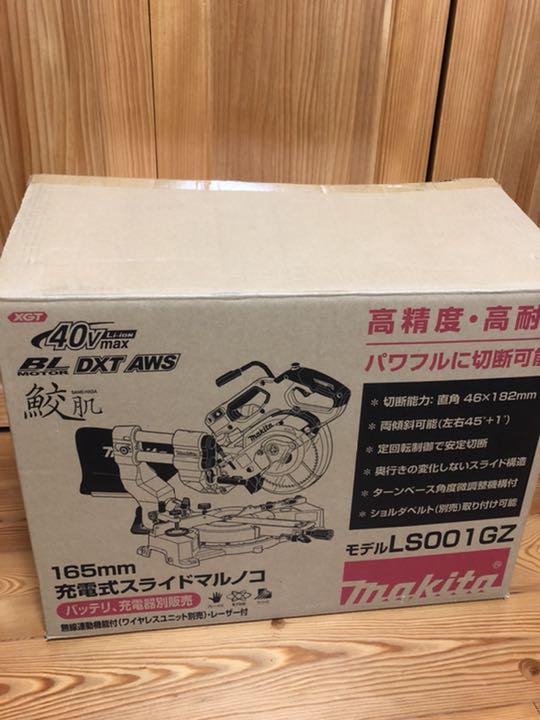 XGT
40Vmax
Li-ion
BL MOTOR DXT AWS
鮫肌
SAME-HADA
高精度・高耐
パワフルに切断可能
* 切断能力: 直角 46×182mm
* 両傾斜可能(左右45°+1°)
* 定回転制御で安定切断
* 奥行きの変化しないスライド構造
* ターンベース角度微調整機構付
* ショルダベルト(別売)取り付け可能
makita
モデルLS001GZ
165mm
充電式スライドマルノコ
バッテリ、充電器別販売
無線連動機能付(ワイヤレスユニット別売)・レーザー付
makita®